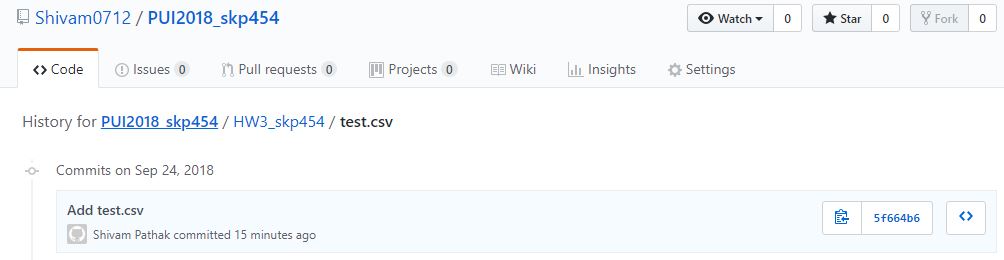 Shivam0712 / PUI2018_skp454 Watch 0 Star 0 Fork 0
Code Issues 0 Pull requests 0 Projects 0 Wiki Insights Settings
History for PUI2018_skp454 / HW3_skp454 / test.csv
Commits on Sep 24, 2018
Add test.csv
5f664b6
Shivam Pathak committed 15 minutes ago